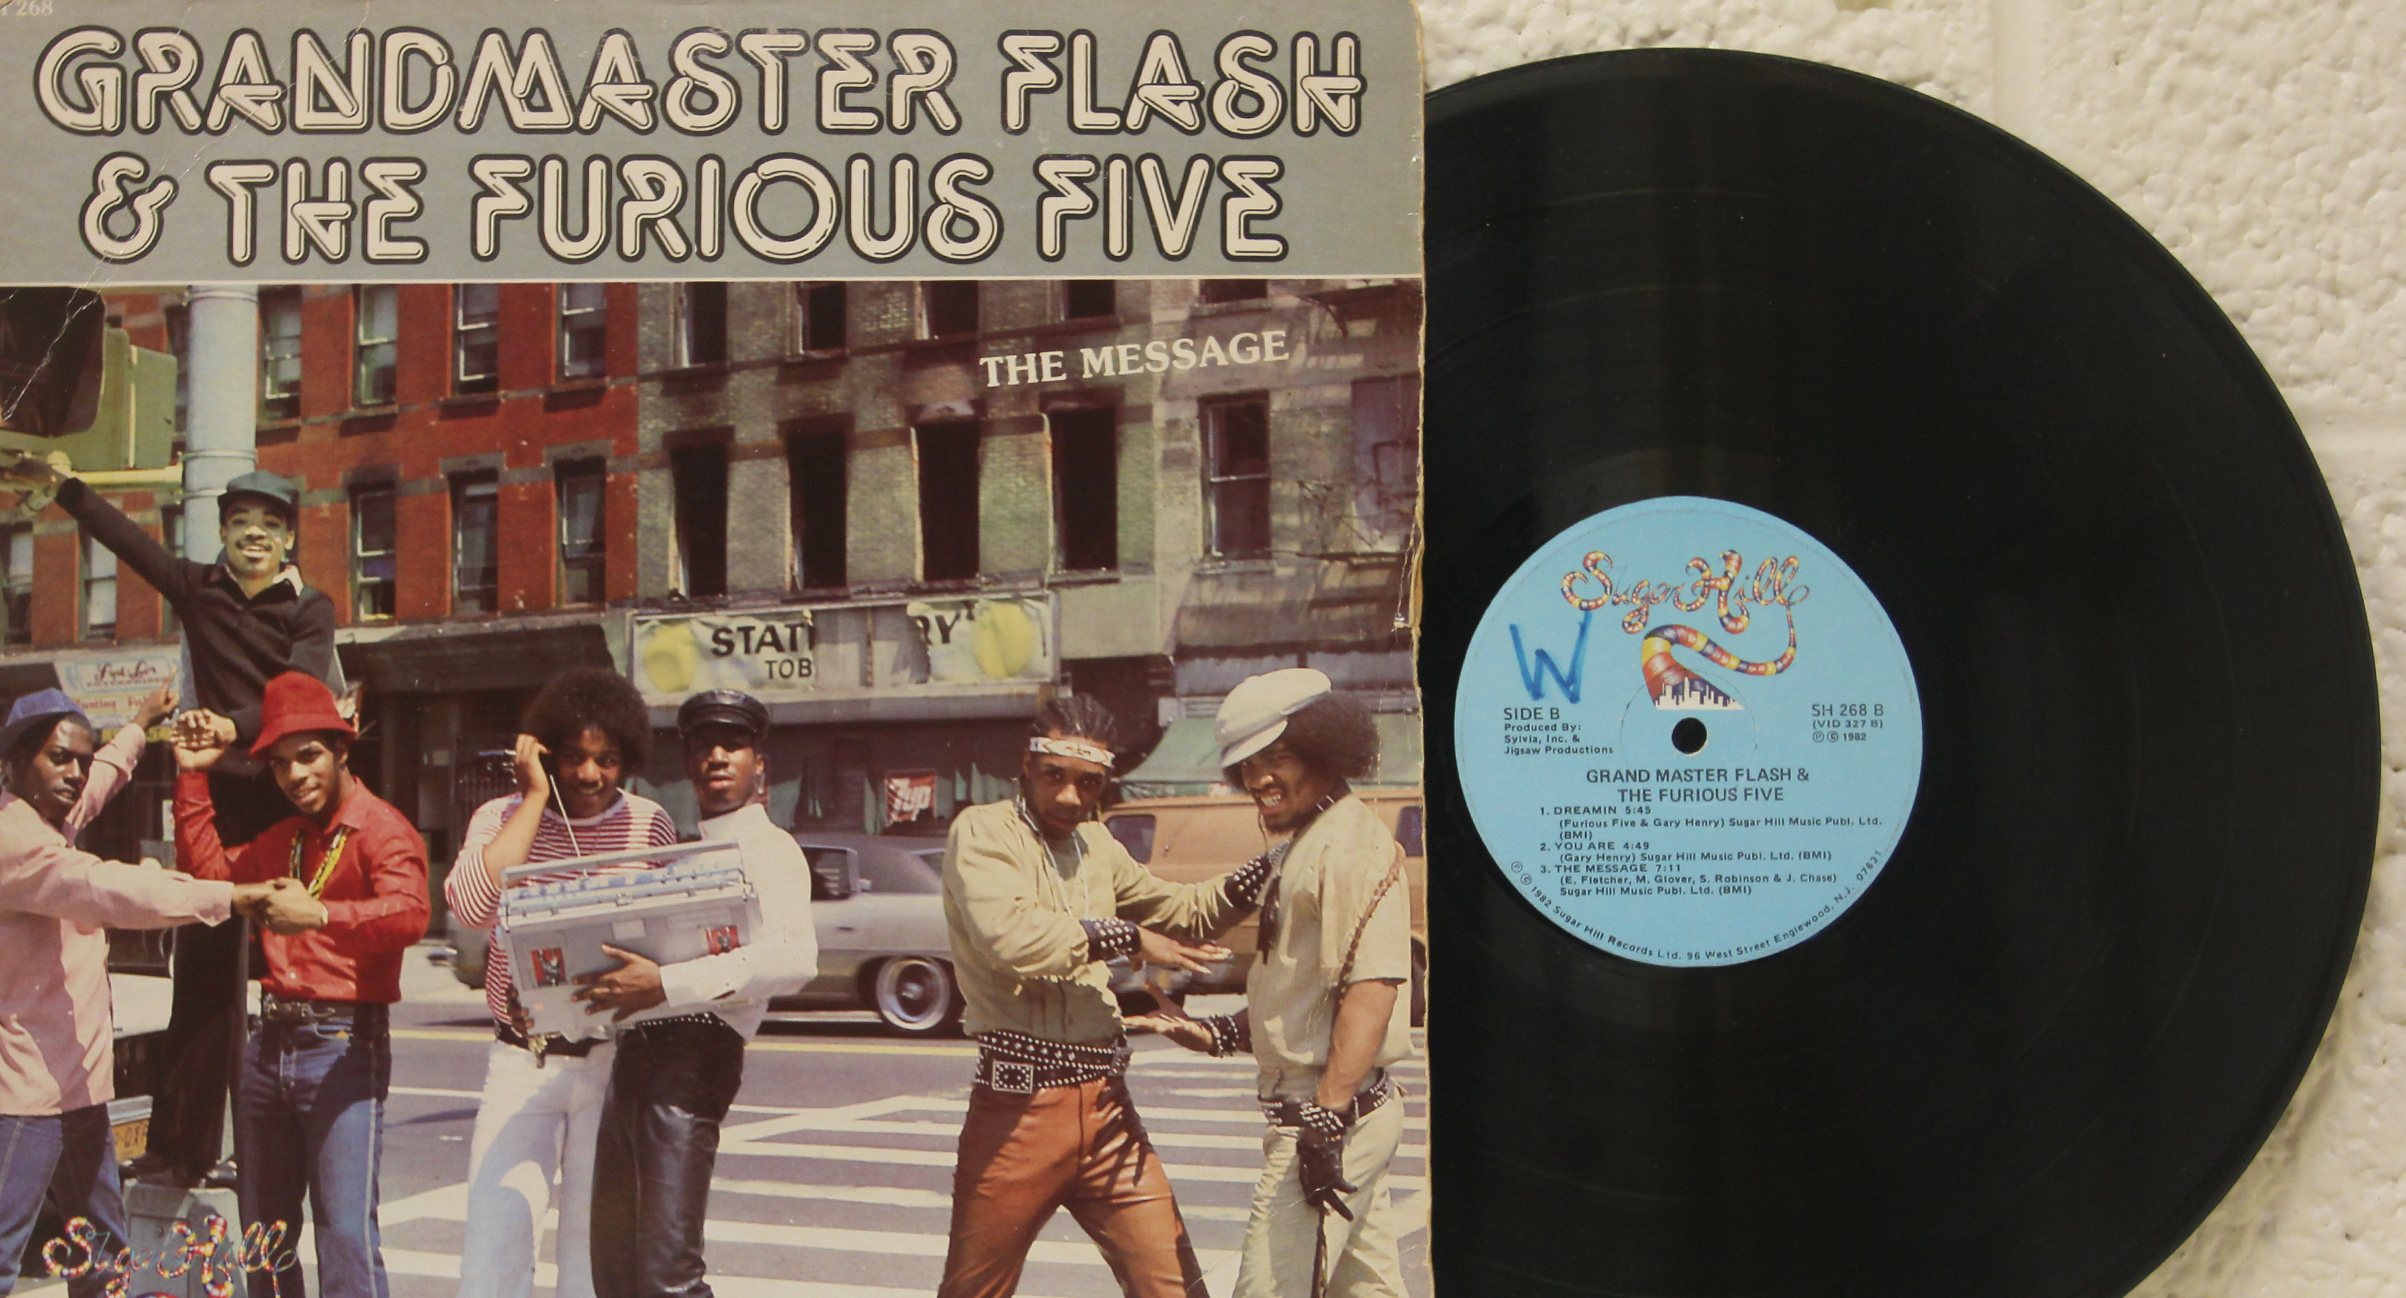 268
GRANDMASTER FLASH
& THE FURIOUS FIVE
THE MESSAGE
STATI RY
TOB
7up
Sugar Hill
Sugar Hill
W
SIDE B
Produced By:
Sylvia, Inc. &
Jigsaw Productions
SH 268 B
(VID 327 B)
Ⓟ © 1982
GRAND MASTER FLASH &
THE FURIOUS FIVE
1. DREAMIN 5:45
(Furious Five & Gary Henry) Sugar Hill Music Publ. Ltd.
(BMI)
2. YOU ARE 4:49
(Gary Henry) Sugar Hill Music Publ. Ltd. (BMI)
3. THE MESSAGE 7:11
(E. Fletcher, M. Glover, S. Robinson & J. Chase)
Sugar Hill Music Publ. Ltd. (BMI)
Ⓟ © 1982 Sugar Hill Records Ltd. 96 West Street Englewood, N.J. 07631